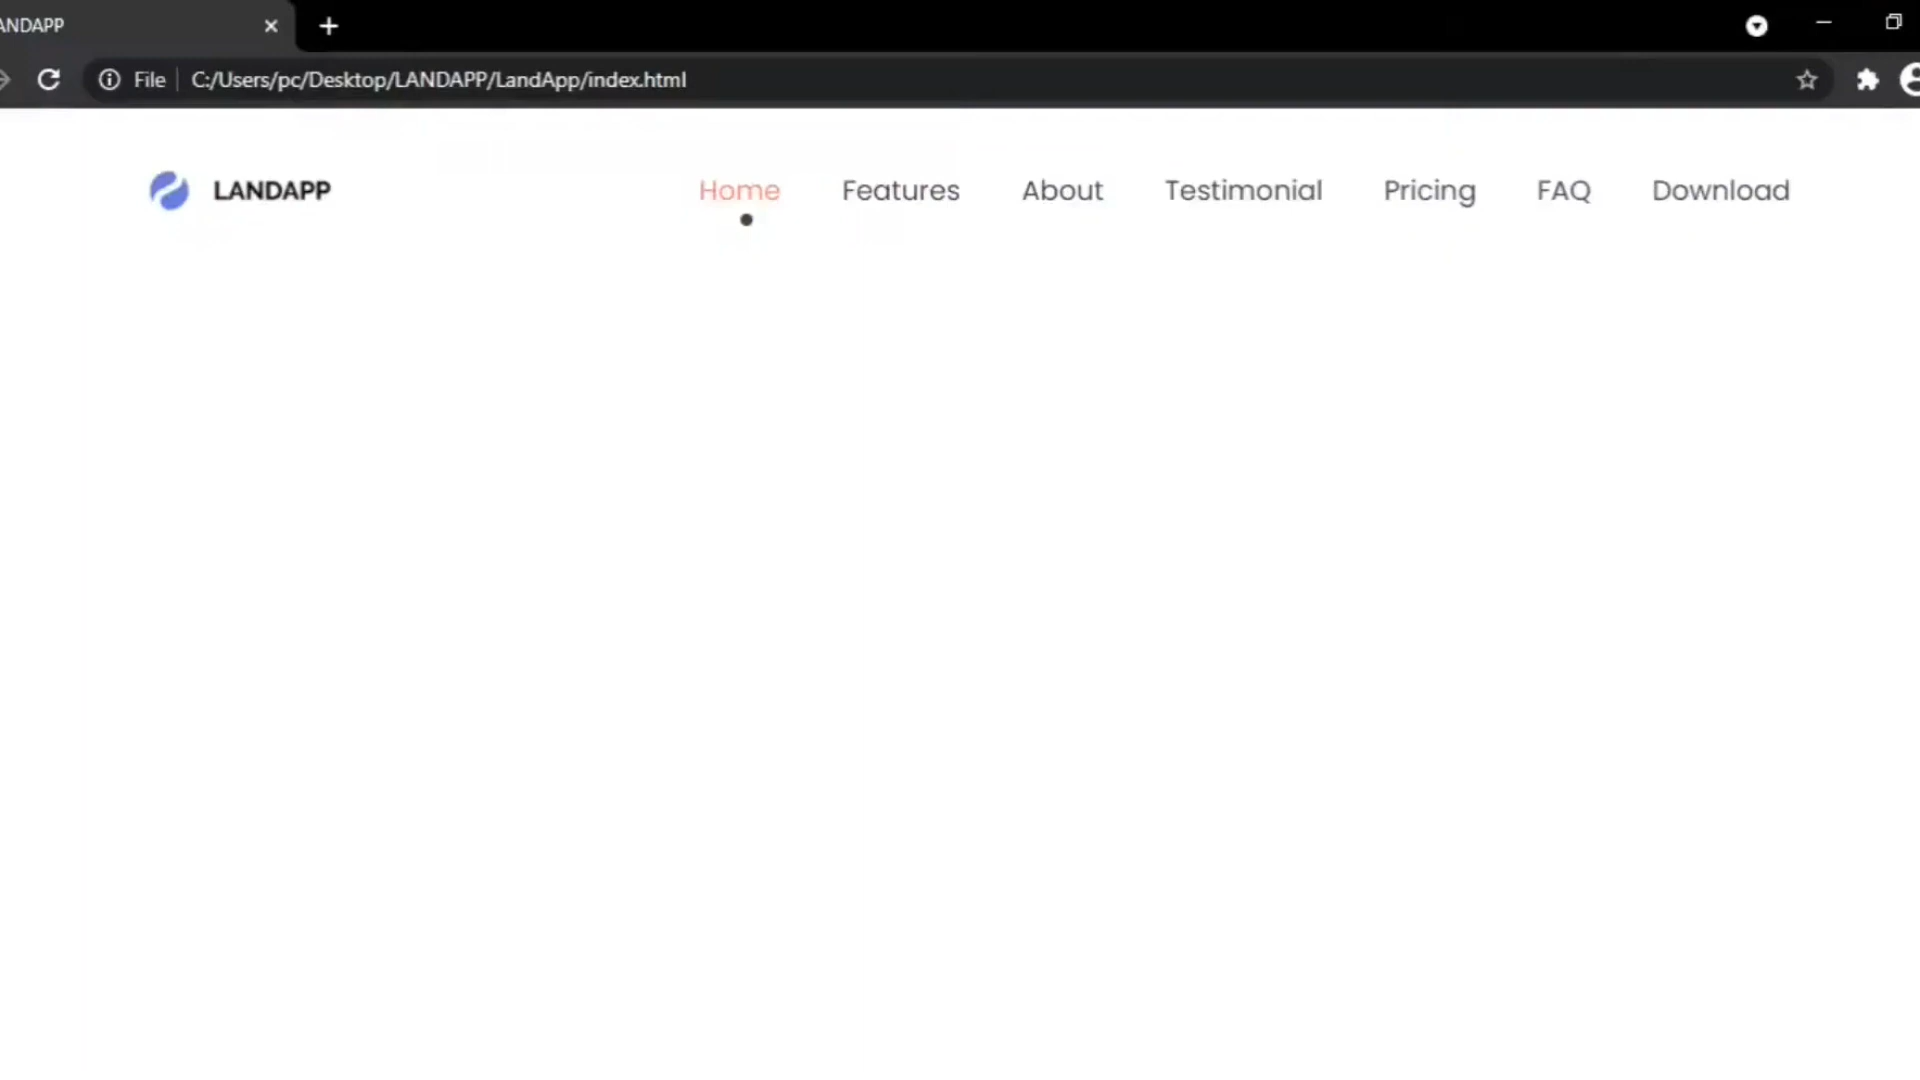 ANDAPP
File C:/Users/pc/Desktop/LANDAPP/LandApp/index.html
LANDAPP Home Features About Testimonial Pricing FAQ Download